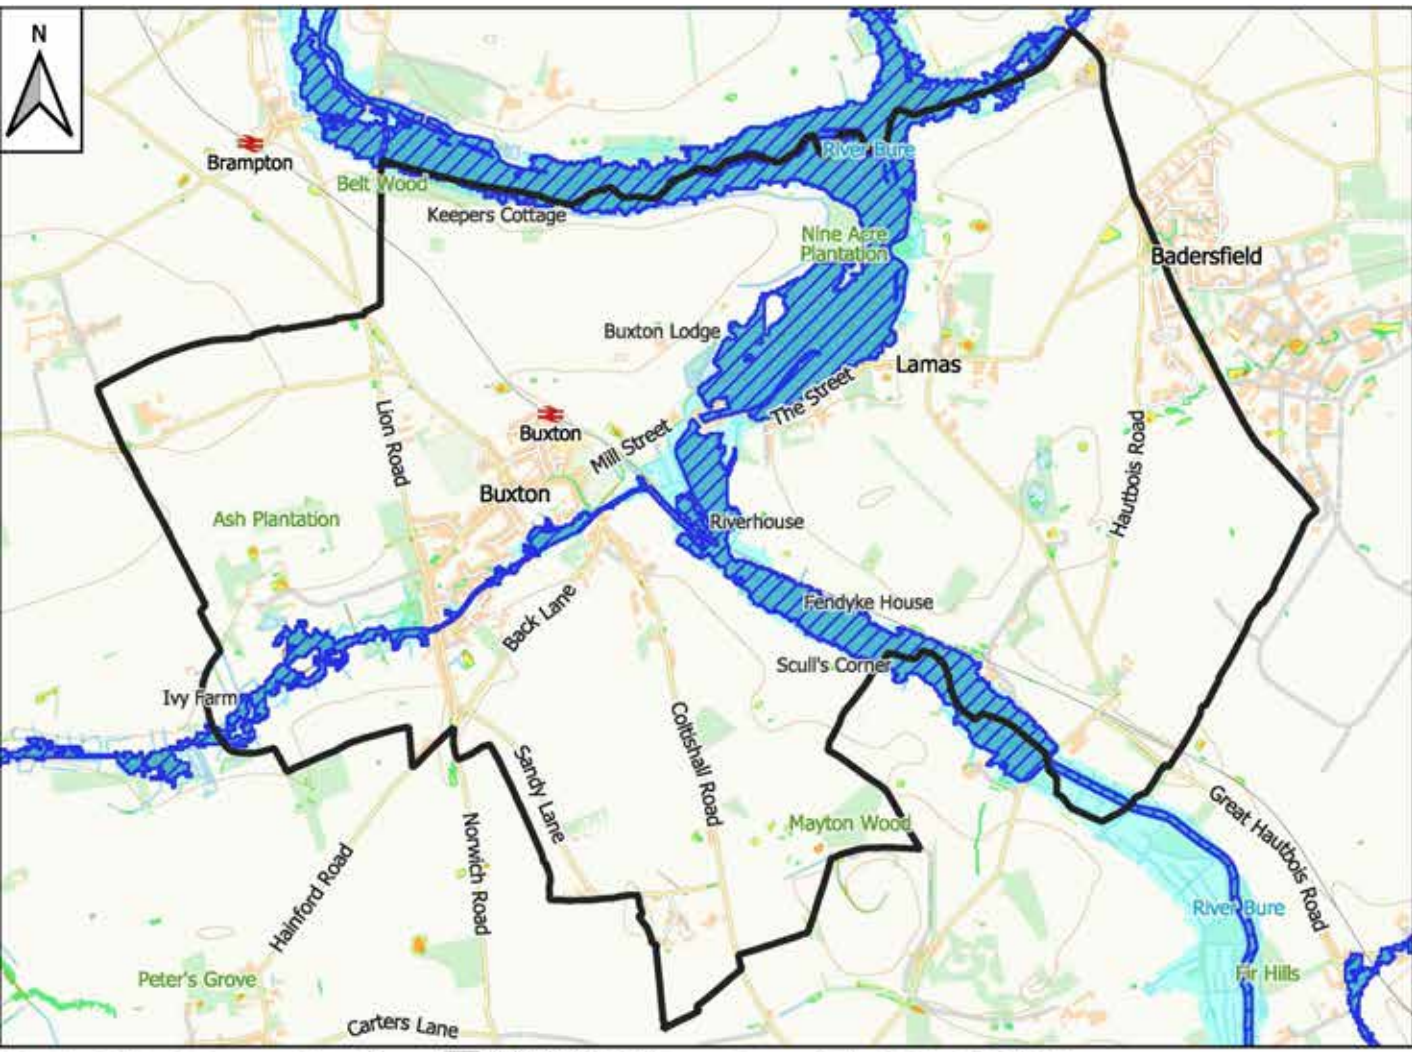 N
Brampton
Belt Wood
Keepers Cottage
River Bure
Nine Acre
Plantation
Badersfield
Buxton Lodge
Lamas
The Street
Lion Road
Buxton
Mill Street
Buxton
Hautbois Road
Ash Plantation
Riverhouse
Back Lane
Fendyke House
Scull's Corner
Ivy Farm
Coltishall Road
Sandy Lane
Mayton Wood
Great Hautbois Road
Norwich Road
Hainford Road
River Bure
Peter's Grove
Fir Hills
Carters Lane